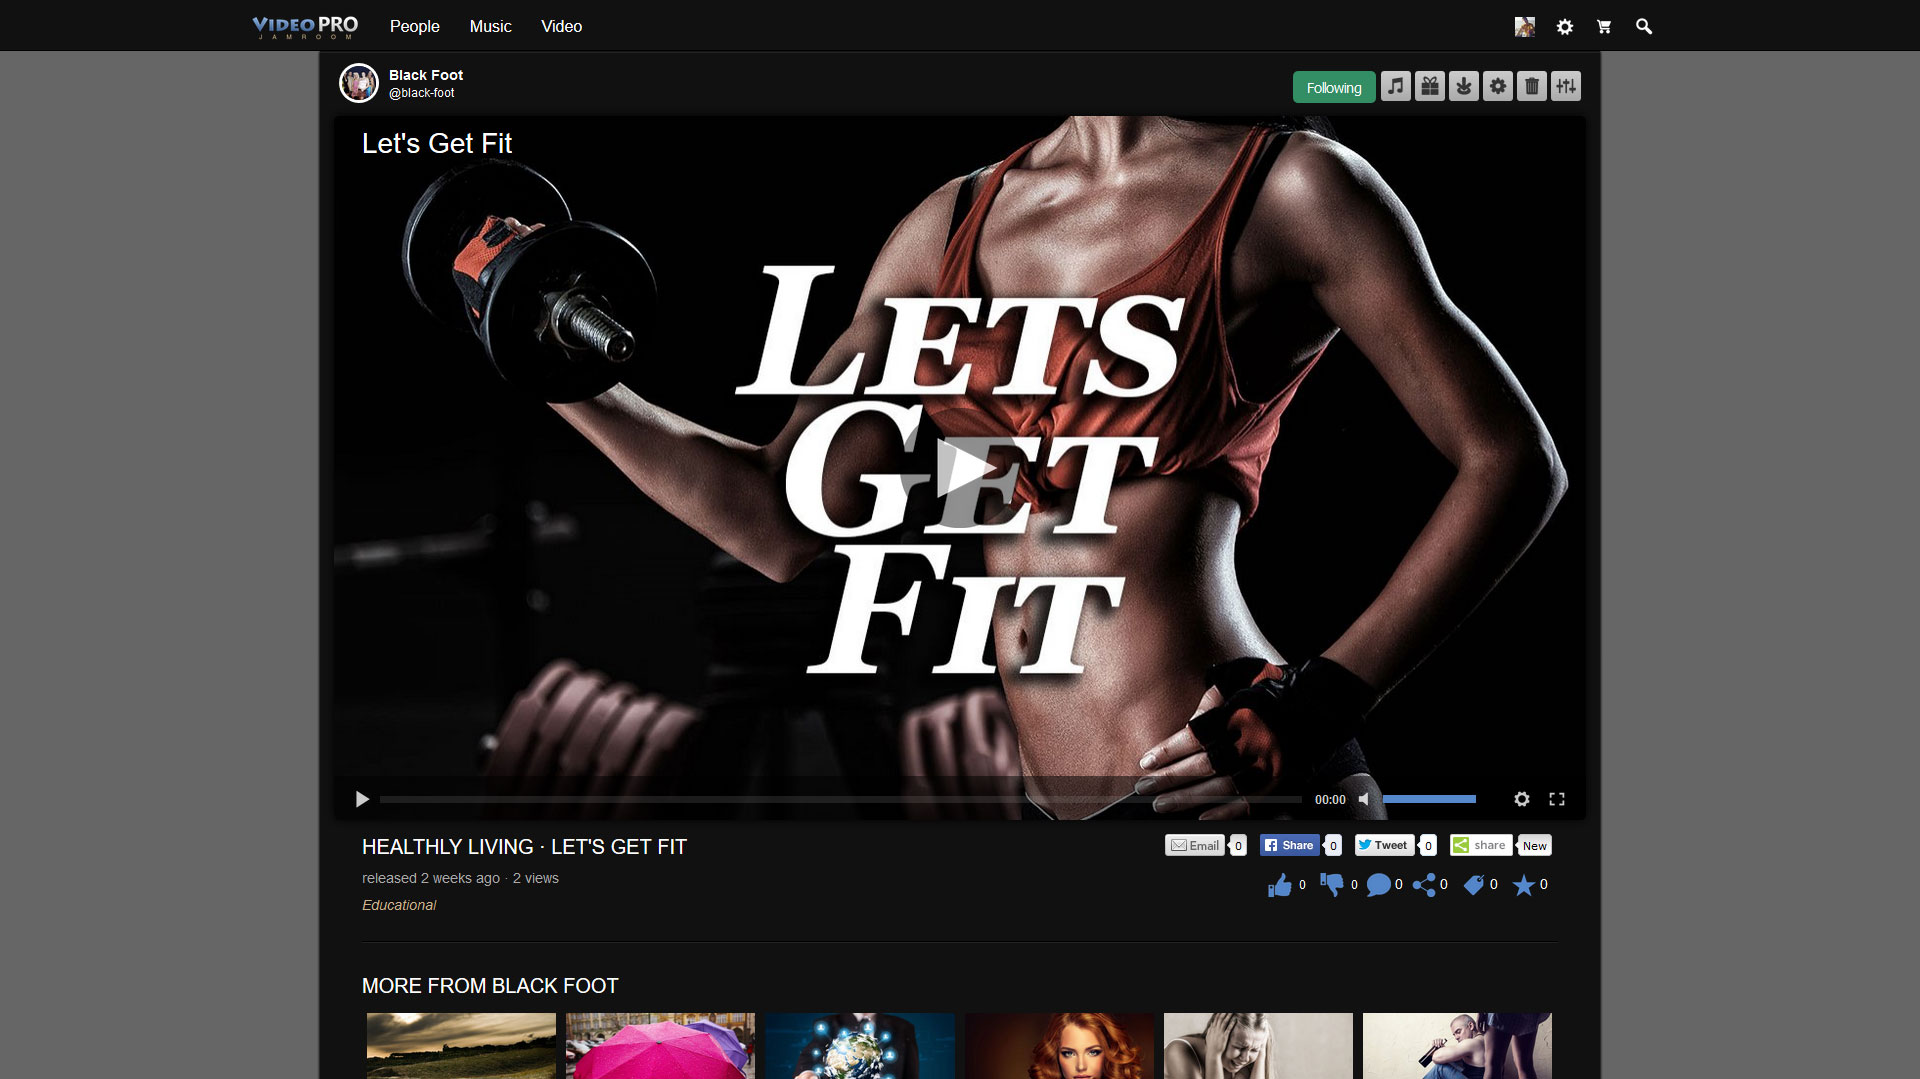 VIDEO PRO
JAMROOM
People
Music
Video
Black Foot
@black-foot
Following
Let's Get Fit
LETS
GET
FIT
00:00
HEALTHLY LIVING · LET'S GET FIT
Email 0
Share 0
Tweet 0
share New
released 2 weeks ago · 2 views
0 0 0 0 0 0
Educational
MORE FROM BLACK FOOT